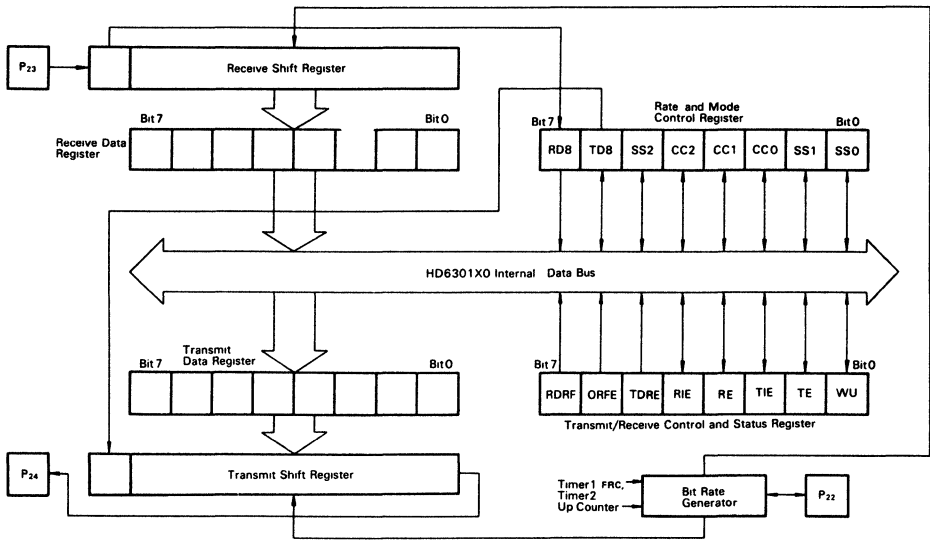 P23
Receive Shift Register
Bit 7
Bit 0
Receive Data
Register
Rate and Mode
Control Register
Bit 7
Bit 0
RD8 TD8 SS2 CC2 CC1 CC0 SS1 SS0
HD6301X0 Internal Data Bus
Transmit
Data Register
Bit 7
Bit 0
Bit 7
Bit 0
RDRF ORFE TDRE RIE RE TIE TE WU
Transmit/Receive Control and Status Register
P24
Transmit Shift Register
Timer1 FRC,
Timer2
Up Counter
Bit Rate
Generator
P22